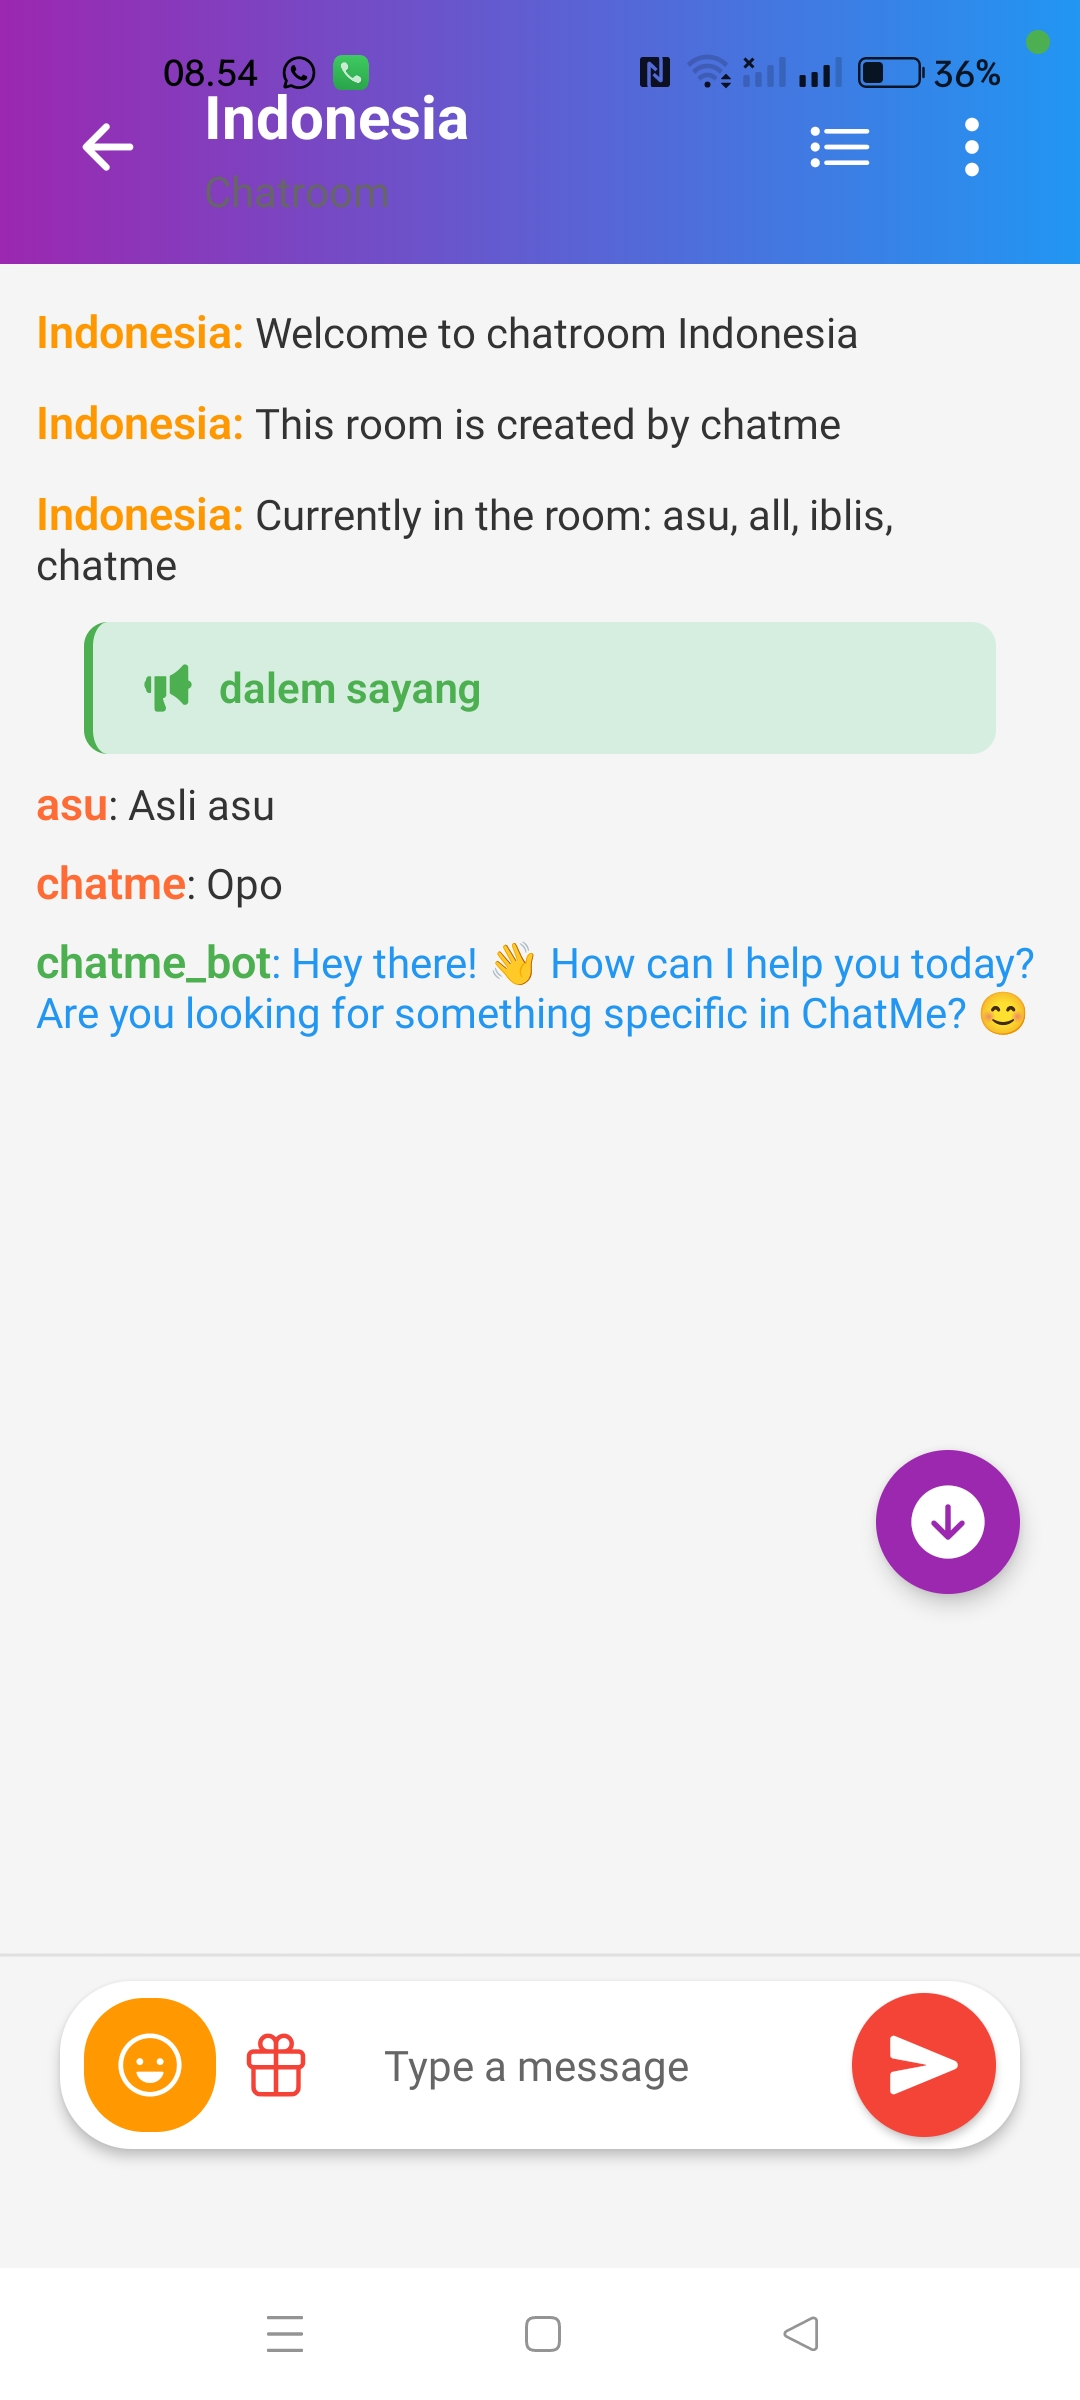 08.54
36%
Indonesia
Chatroom
Indonesia: Welcome to chatroom Indonesia
Indonesia: This room is created by chatme
Indonesia: Currently in the room: asu, all, iblis,
chatme
dalem sayang
asu: Asli asu
chatme: Opo
chatme_bot: Hey there! 👋 How can I help you today?
Are you looking for something specific in ChatMe? 😊
Type a message